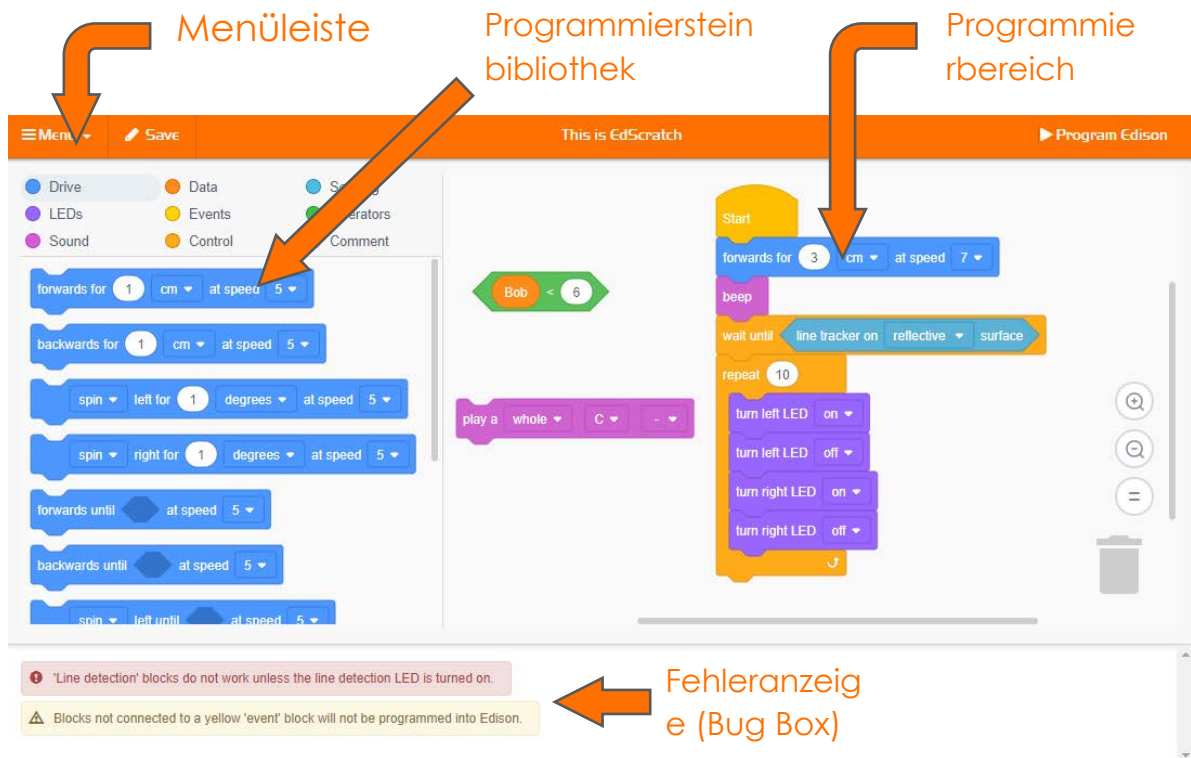 Menüleiste
Programmierstein
bibliothek
Programmie
rbereich
Save
This is EdScratch
Program Edison
Drive
Data
LEDs
Events
Sound
Control
Comment
forwards for 1 cm at speed 5
backwards for 1 cm at speed 5
spin left for 1 degrees at speed 5
spin right for 1 degrees at speed 5
forwards until at speed 5
backwards until at speed 5
spin left until at speed 5
Bob < 6
play a whole C -
Start
forwards for 3 cm at speed 7
beep
wait until line tracker on reflective surface
repeat 10
turn left LED on
turn left LED off
turn right LED on
turn right LED off
'Line detection' blocks do not work unless the line detection LED is turned on.
Blocks not connected to a yellow 'event' block will not be programmed into Edison.
Fehleranzeig
e (Bug Box)